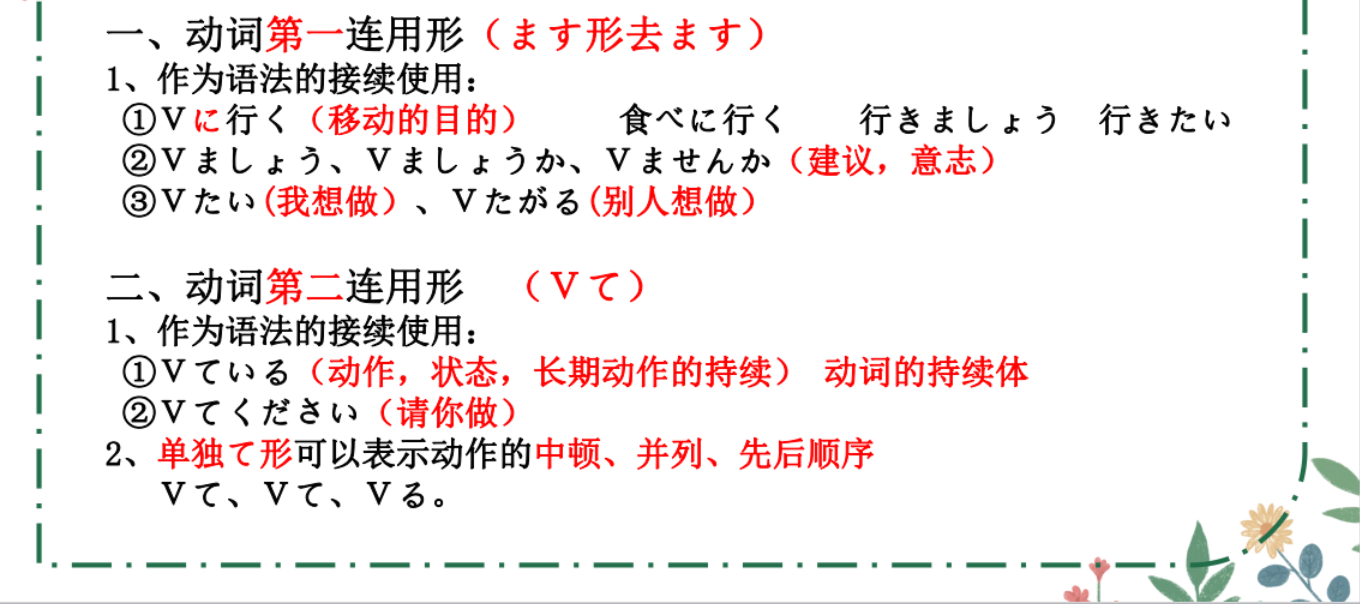 一、动词第一连用形（ます形去ます）
1、作为语法的接续使用：
①Ｖに行く（移动的目的）　　食べに行く　　行きましょう　行きたい
②Ｖましょう、Ｖましょうか、Ｖませんか（建议，意志）
③Ｖたい(我想做）、Ｖたがる(别人想做）
二、动词第二连用形　（Ｖて）
1、作为语法的接续使用：
①Ｖている（动作，状态，长期动作的持续）　动词的持续体
②Ｖてください（请你做）
2、单独て形可以表示动作的中顿、并列、先后顺序
Ｖて、Ｖて、Ｖる。